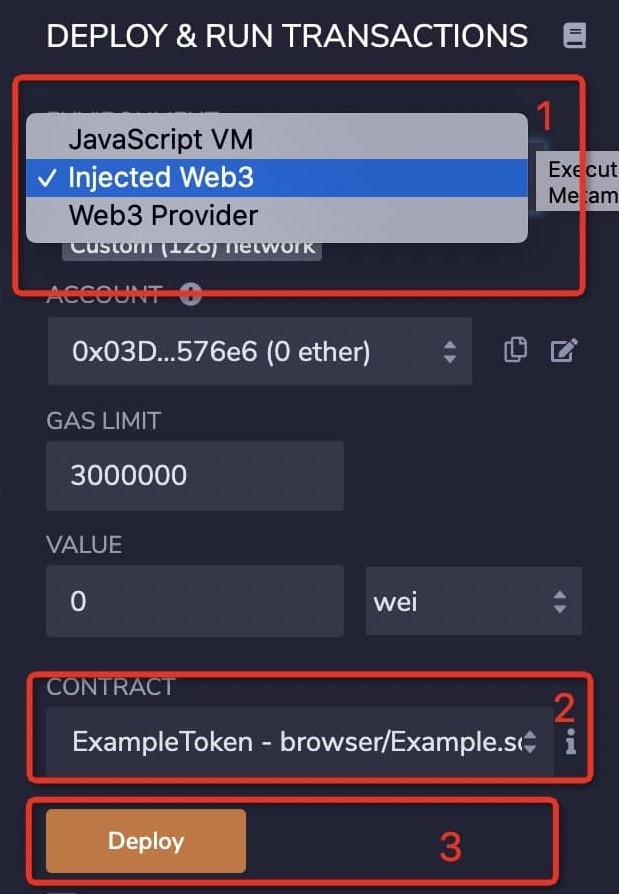 DEPLOY & RUN TRANSACTIONS
1
JavaScript VM
✓ Injected Web3
Web3 Provider
Execut
Metam
Custom (128) network
ACCOUNT
0x03D...576e6 (0 ether)
GAS LIMIT
3000000
VALUE
0
wei
CONTRACT
2
ExampleToken - browser/Example.so
Deploy
3